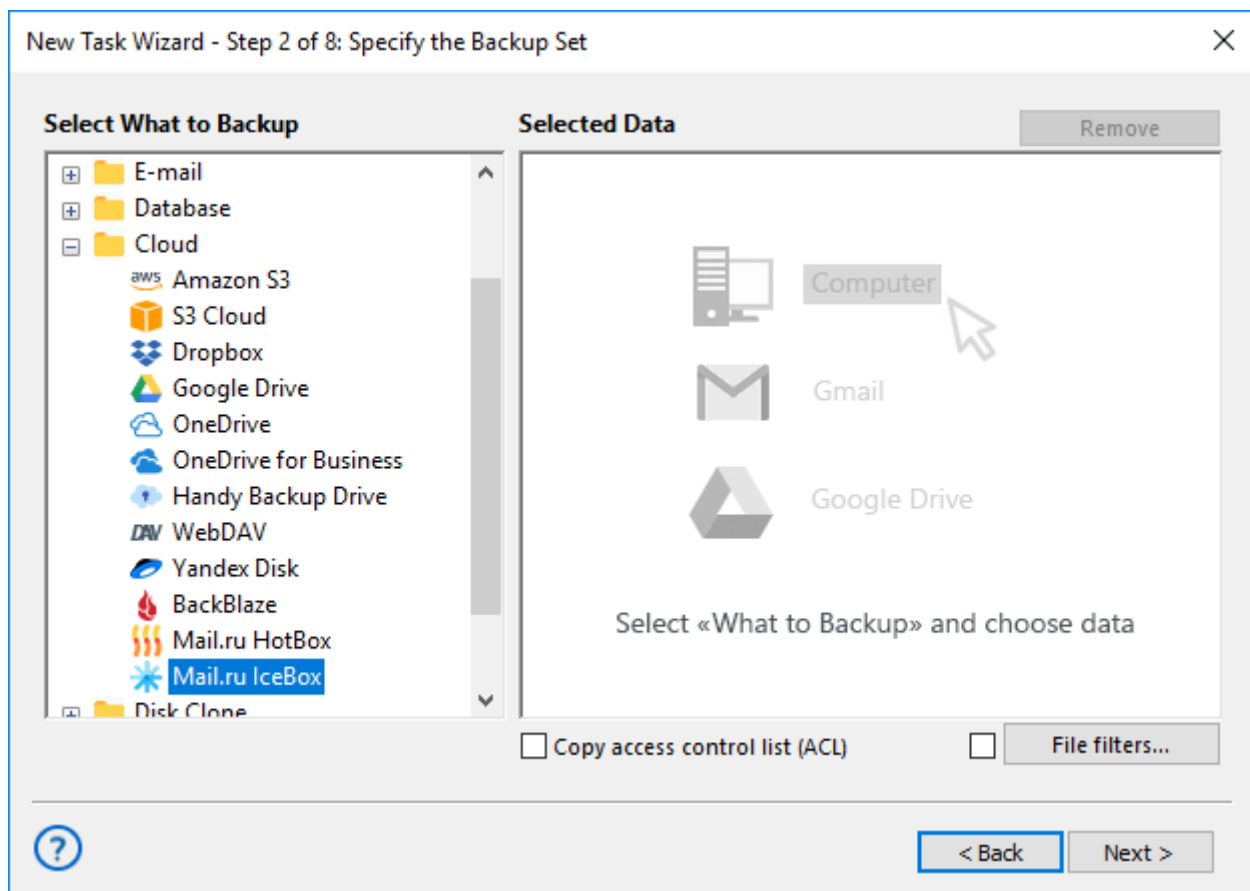 New Task Wizard - Step 2 of 8: Specify the Backup Set
Select What to Backup
E-mail
Database
Cloud
aws Amazon S3
S3 Cloud
Dropbox
Google Drive
OneDrive
OneDrive for Business
Handy Backup Drive
DAV WebDAV
Yandex Disk
BackBlaze
Mail.ru HotBox
Mail.ru IceBox
Disk Clone
Selected Data
Remove
Computer
Gmail
Google Drive
Select «What to Backup» and choose data
Copy access control list (ACL)
File filters...
?
< Back
Next >